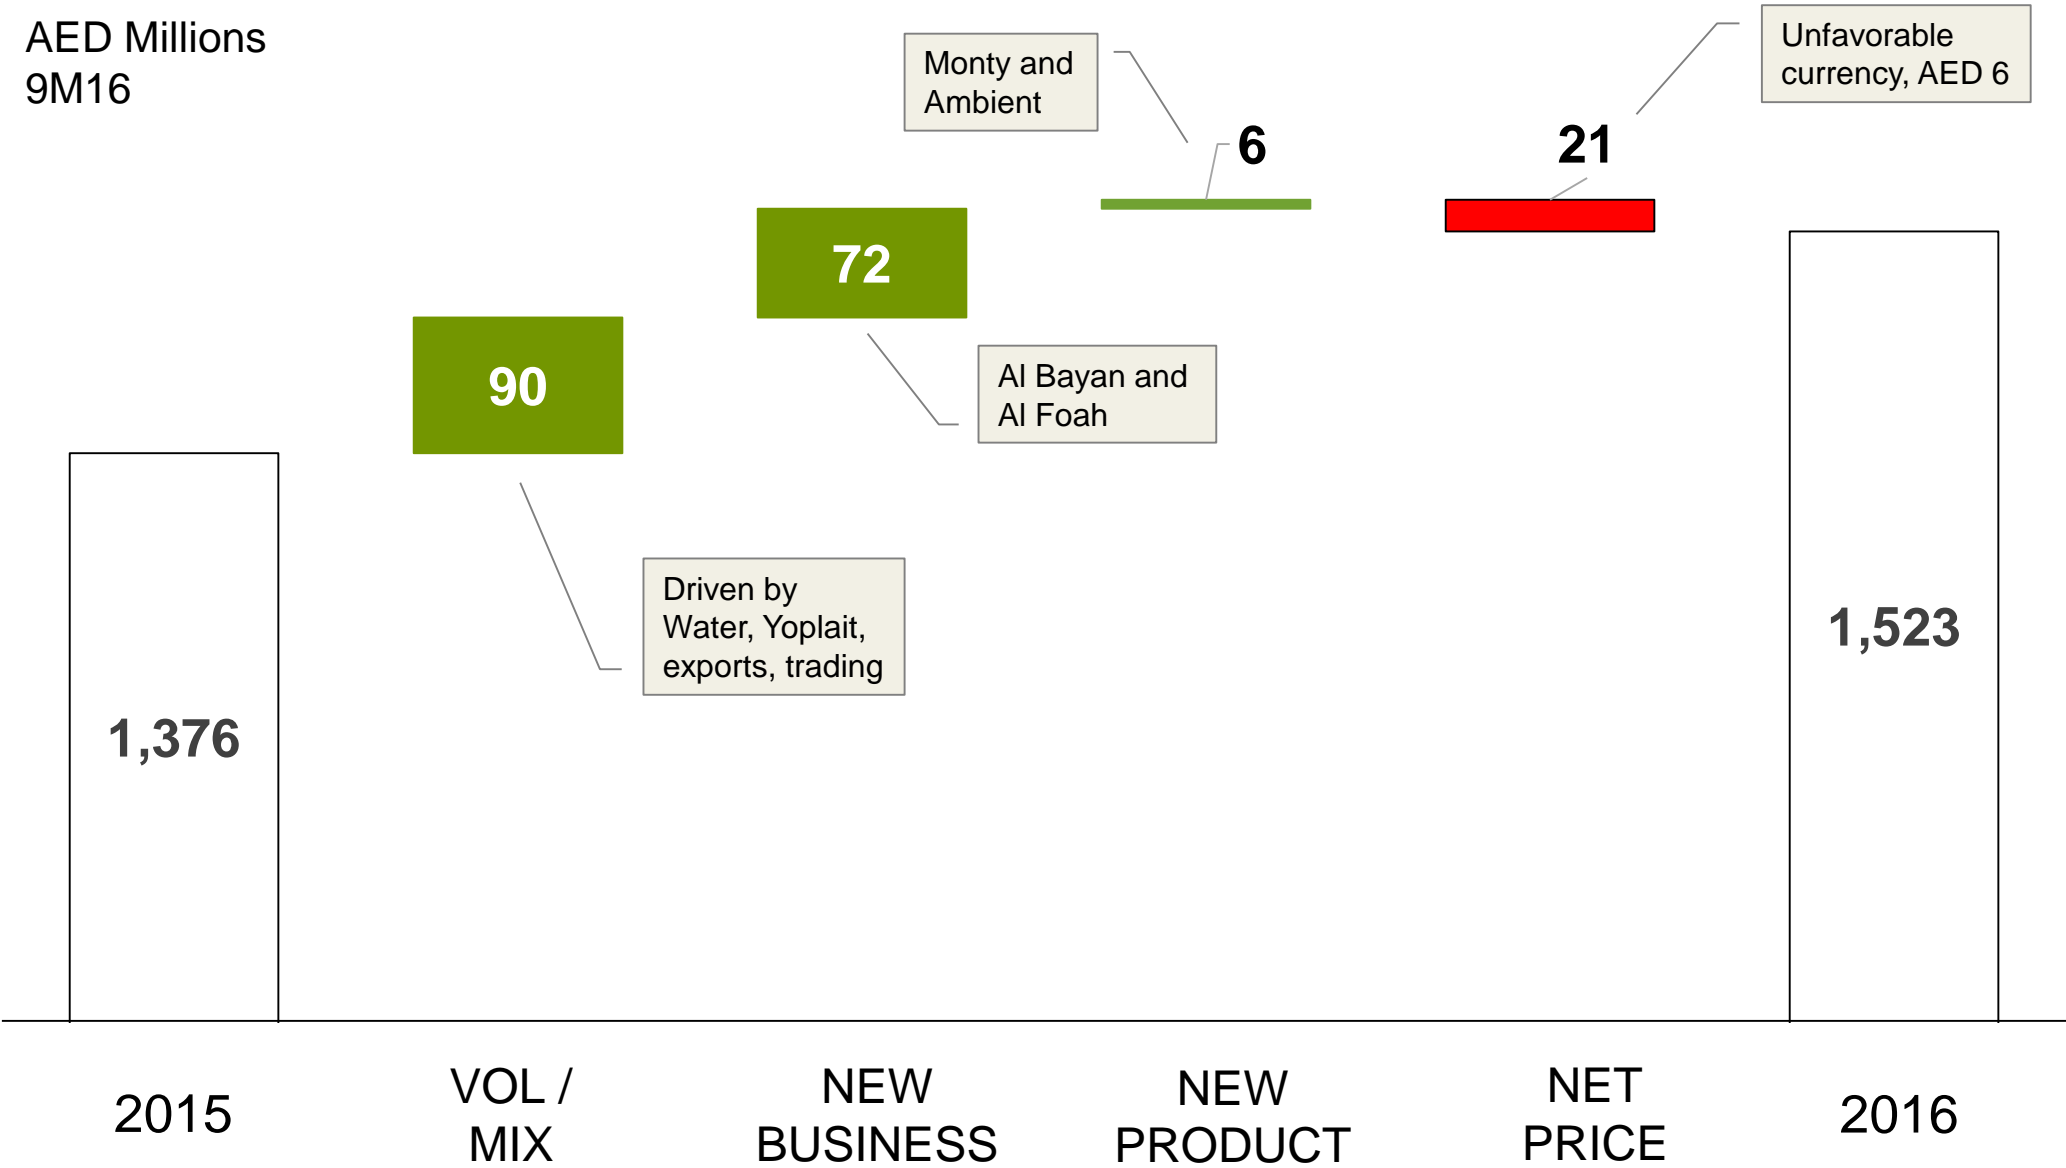 AED Millions
9M16
Monty and
Ambient
Unfavorable
currency, AED 6
6
21
72
90
Al Bayan and
Al Foah
Driven by
Water, Yoplait,
exports, trading
1,376
1,523
2015
VOL /
MIX
NEW
BUSINESS
NEW
PRODUCT
NET
PRICE
2016